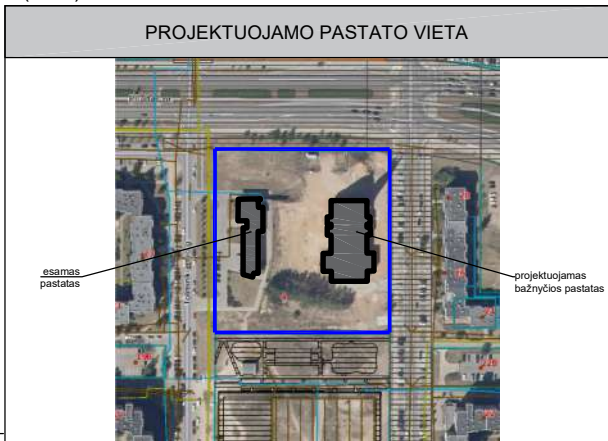 PROJEKTUOJAMO PASTATO VIETA
esamas
pastatas
projektuojamas
bažnyčios pastatas